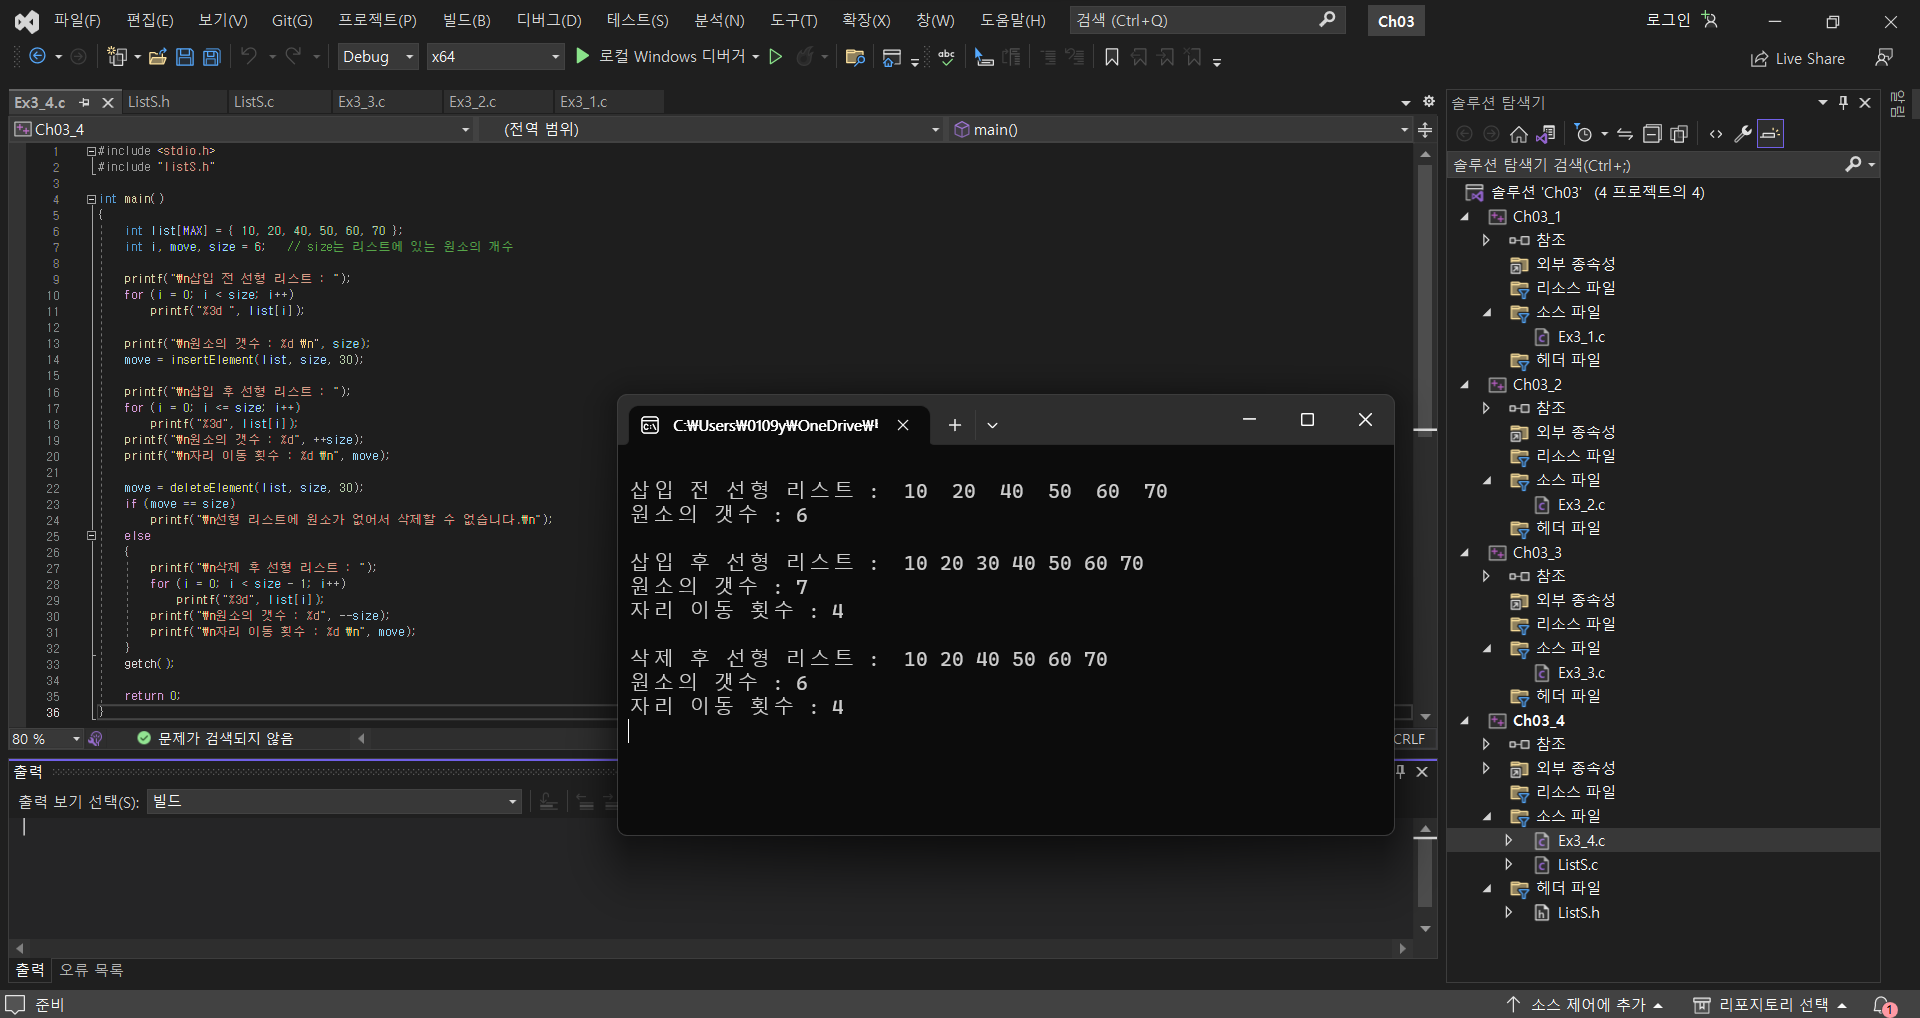 파일(F) 편집(E) 보기(V) Git(G) 프로젝트(P) 빌드(B) 디버그(D) 테스트(S) 분석(N) 도구(T) 확장(X) 창(W) 도움말(H) 검색 (Ctrl+Q) Ch03 로그인
Debug x64 로컬 Windows 디버거 Live Share
Ex3_4.c ListS.h ListS.c Ex3_3.c Ex3_2.c Ex3_1.c
Ch03_4 (전역 범위) main()
1 #include <stdio.h>
2 #include "listS.h"
3
4 int main()
5 {
6 int list[MAX] = { 10, 20, 40, 50, 60, 70 };
7 int i, move, size = 6; // size는 리스트에 있는 원소의 개수
8
9 printf("₩n삽입 전 선형 리스트 : ");
10 for (i = 0; i < size; i++)
11 printf("%3d ", list[i]);
12
13 printf("₩n원소의 갯수 : %d ₩n", size);
14 move = insertElement(list, size, 30);
15
16 printf("₩n삽입 후 선형 리스트 : ");
17 for (i = 0; i <= size; i++)
18 printf("%3d", list[i]);
19 printf("₩n원소의 갯수 : %d", ++size);
20 printf("₩n자리 이동 횟수 : %d ₩n", move);
21
22 move = deleteElement(list, size, 30);
23 if (move == size)
24 printf("₩n선형 리스트에 원소가 없어서 삭제할 수 없습니다.₩n");
25 else
26 {
27 printf("₩n삭제 후 선형 리스트 : ");
28 for (i = 0; i < size - 1; i++)
29 printf("%3d", list[i]);
30 printf("₩n원소의 갯수 : %d", --size);
31 printf("₩n자리 이동 횟수 : %d ₩n", move);
32 }
33 getch();
34
35 return 0;
36 }
80 % 문제가 검색되지 않음 CRLF
C:₩Users₩0109y₩OneDrive₩
삽입 전 선형 리스트 : 10 20 40 50 60 70
원소의 갯수 : 6
삽입 후 선형 리스트 : 10 20 30 40 50 60 70
원소의 갯수 : 7
자리 이동 횟수 : 4
삭제 후 선형 리스트 : 10 20 40 50 60 70
원소의 갯수 : 6
자리 이동 횟수 : 4
출력
출력 보기 선택(S): 빌드
출력 오류 목록
솔루션 탐색기
솔루션 탐색기 검색(Ctrl+;)
솔루션 'Ch03' (4 프로젝트의 4)
Ch03_1
참조
외부 종속성
리소스 파일
소스 파일
Ex3_1.c
헤더 파일
Ch03_2
참조
외부 종속성
리소스 파일
소스 파일
Ex3_2.c
헤더 파일
Ch03_3
참조
외부 종속성
리소스 파일
소스 파일
Ex3_3.c
헤더 파일
Ch03_4
참조
외부 종속성
리소스 파일
소스 파일
Ex3_4.c
ListS.c
헤더 파일
ListS.h
알림
준비 소스 제어에 추가 리포지토리 선택 1